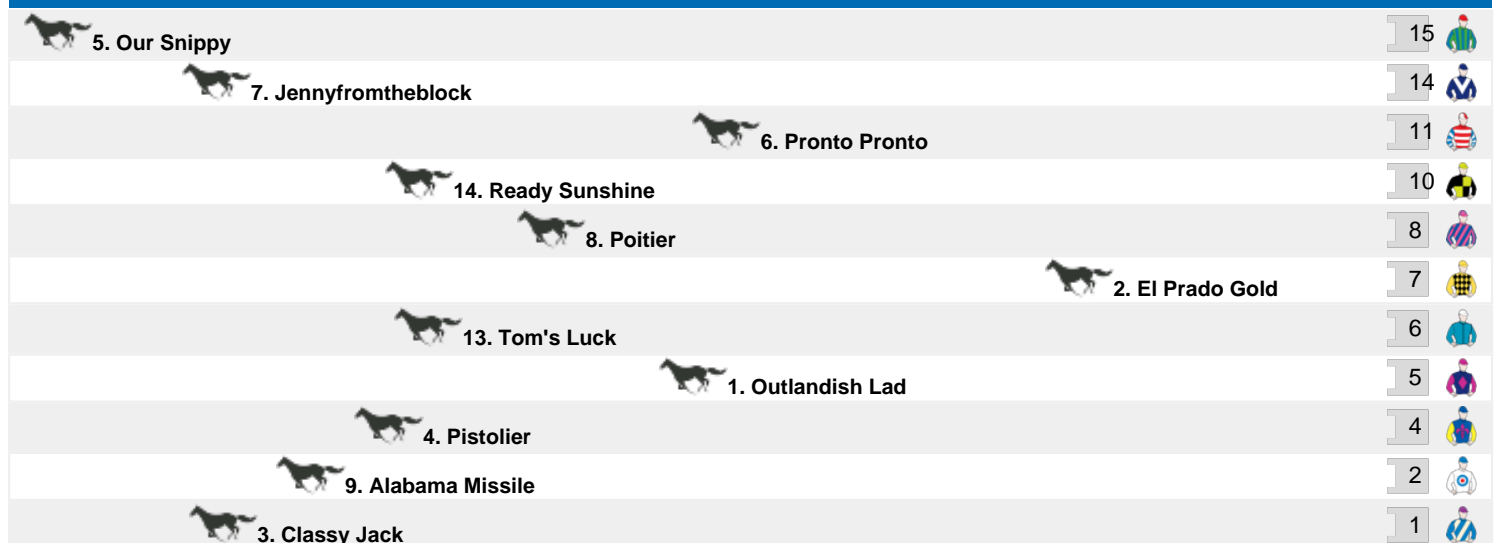 5. Our Snippy 15
7. Jennyfromtheblock 14
6. Pronto Pronto 11
14. Ready Sunshine 10
8. Poitier 8
2. El Prado Gold 7
13. Tom's Luck 6
1. Outlandish Lad 5
4. Pistolier 4
9. Alabama Missile 2
3. Classy Jack 1